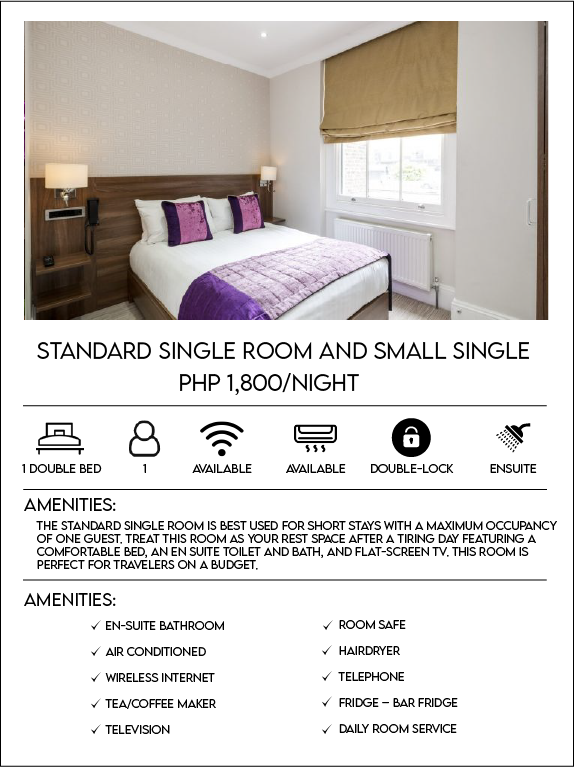 STANDARD SINGLE ROOM AND SMALL SINGLE
PHP 1,800/NIGHT
1 DOUBLE BED 1 AVAILABLE AVAILABLE DOUBLE-LOCK ENSUITE
AMENITIES:
THE STANDARD SINGLE ROOM IS BEST USED FOR SHORT STAYS WITH A MAXIMUM OCCUPANCY
OF ONE GUEST. TREAT THIS ROOM AS YOUR REST SPACE AFTER A TIRING DAY FEATURING A
COMFORTABLE BED, AN EN SUITE TOILET AND BATH, AND FLAT-SCREEN TV. THIS ROOM IS
PERFECT FOR TRAVELERS ON A BUDGET.
AMENITIES:
✓ EN-SUITE BATHROOM
✓ AIR CONDITIONED
✓ WIRELESS INTERNET
✓ TEA/COFFEE MAKER
✓ TELEVISION
✓ ROOM SAFE
✓ HAIRDRYER
✓ TELEPHONE
✓ FRIDGE – BAR FRIDGE
✓ DAILY ROOM SERVICE